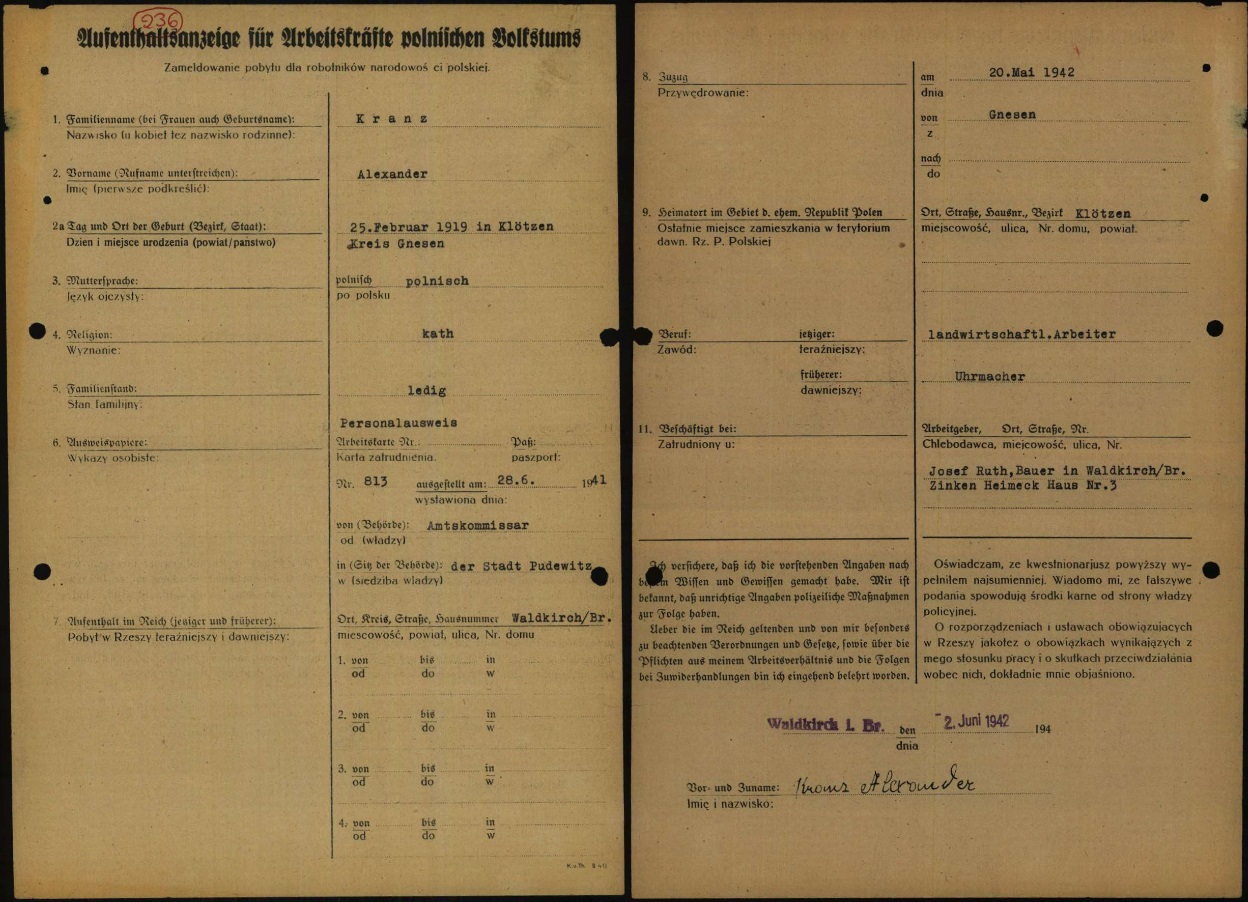 236
Aufenthaltsanzeige für Arbeitskräfte polnischen Volkstums
Zameldowanie pobytu dla robotników narodowoś ci polskiej.
1. Familienname (bei Frauen auch Geburtsname): K r a n z
Nazwisko (u kobiet też nazwisko rodzinne):
2. Vorname (Rufname unterstreichen): Alexander
Imię (pierwsze podkreślić):
2a Tag und Ort der Geburt (Bezirk, Staat): 25.Februar 1919 in Klötzen
Dzien i miejsce urodzenia (powiat/państwo) Kreis Gnesen
3. Muttersprache: polnisch polnisch
Język ojczysty: po polsku
4. Religion: kath
Wyznanie:
5. Familienstand: ledig
Stan familijny:
Personalausweis
6. Ausweispapiere: Arbeitskarte Nr.: Paß:
Wykazy osobiste: Karta zatrudnienia. paszport:
Nr. 813 ausgestellt am: 28.6. 1941
wystawiona dnia:
von (Behörde): Amtskommissar
od (władzy)
in (Sitz der Behörde): der Stadt Pudewitz
w (siedziba władzy)
7. Aufenthalt im Reich (jetziger und früherer): Ort, Kreis, Straße, Hausnummer Waldkirch/Br.
Pobyt w Rzeszy teraźniejszy i dawniejszy: miescowość, powiat, ulica, Nr. domu
1. von bis in
od do w
2. von bis in
od do w
3. von bis in
od do w
4. von bis in
od do w
8. Zuzug am 20.Mai 1942
Przywędrowanie: dnia
von Gnesen
z
nach
do
9. Heimatort im Gebiet d. ehem. Republik Polen Ort, Straße, Hausnr., Bezirk Klötzen
Ostatnie miejsce zamieszkania w terytorium miejscowość, ulica, Nr. domu, powiat.
dawn. Rz. P. Polskiej
Beruf: jetziger: landwirtschaftl.Arbeiter
Zawód: teraźniejszy:
früherer: Uhrmacher
dawniejszy:
11. Beschäftigt bei: Arbeitgeber, Ort, Straße, Nr.
Zatrudniony u: Chlebodawca, miejcowość, ulica, Nr.
Josef Ruth,Bauer in Waldkirch/Br.
Zinken Heimeck Haus Nr.3
Ich versichere, daß ich die vorstehenden Angaben nach
bestem Wissen und Gewissen gemacht habe. Mir ist
bekannt, daß unrichtige Angaben polizeiliche Maßnahmen
zur Folge haben.
Ueber die im Reich geltenden und von mir besonders
zu beachtenden Verordnungen und Gesetze, sowie über die
Pflichten aus meinem Arbeitsverhältnis und die Folgen
bei Zuwiderhandlungen bin ich eingehend belehrt worden.
Oświadczam, ze kwestnionarjusz powyższy wy-
pełniłem najsumienniej. Wiadomo mi, ze fałszywe
podania spowodują środki karne od strony władzy
policyjnej.
O rozporządzeniach i ustawach obowiązujacych
w Rzeszy jakoteż o obowiązkach wynikających z
mego stosunku pracy i o skutkach przeciwdziałania
wobec nich, dokładnie mnie objaśniono.
Waldkirch i. Br. den -2. Juni 1942 194
dnia
Vor- und Zuname: Kranz Alexander
Imię i nazwisko: